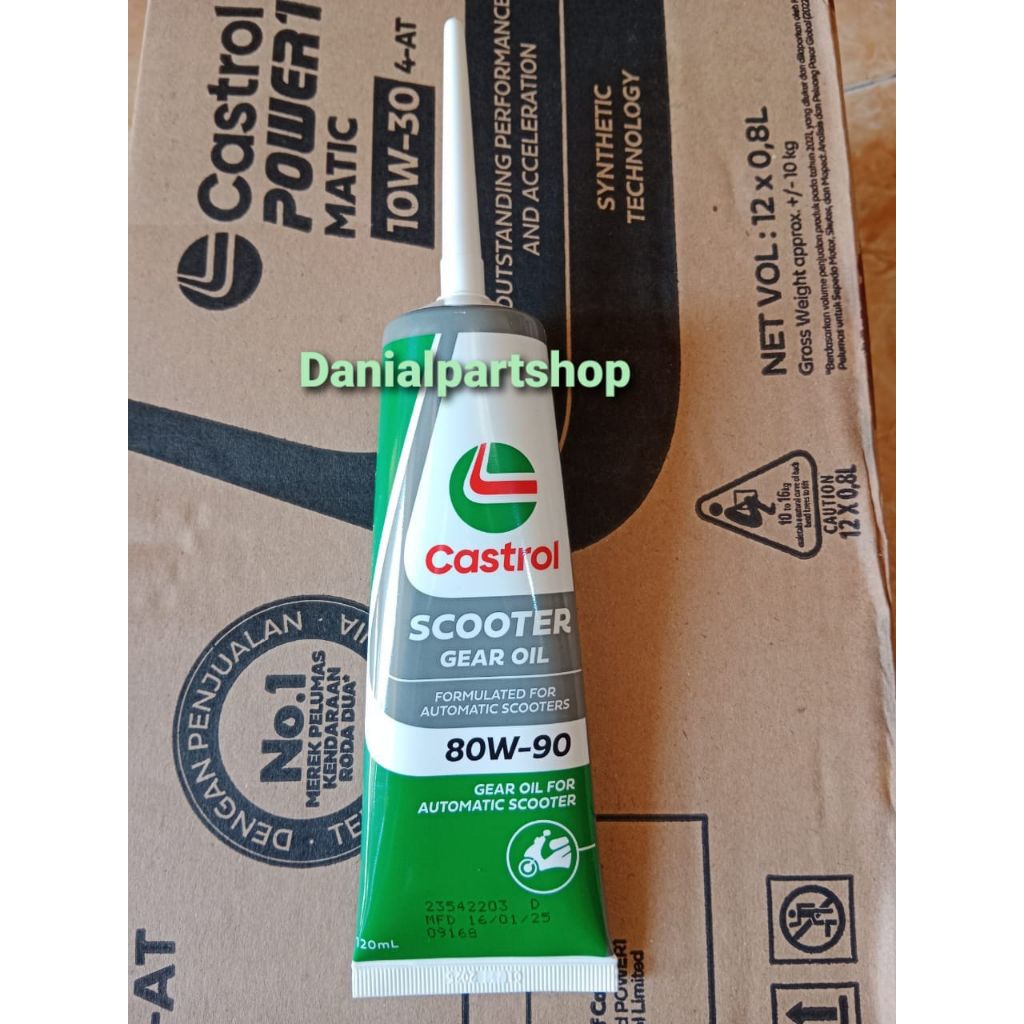 Castrol
POWER1
MATIC
10W-30
4-AT
OUTSTANDING PERFORMANCE
AND ACCELERATION
SYNTHETIC
TECHNOLOGY
NET VOL : 12 x 0,8L
Gross Weight approx. +/- 10 kg
Danialpartshop
Castrol
SCOOTER
GEAR OIL
FORMULATED FOR
AUTOMATIC SCOOTERS
80W-90
GEAR OIL FOR
AUTOMATIC SCOOTER
23542203 D
MFD 16/01/25
09168
120mL
10 to 16kg
CAUTION
12 X 0,8L
DENGAN PENJUALAN
No.1
MEREK PELUMAS
KENDARAAN
RODA DUA*
-AT
Limited